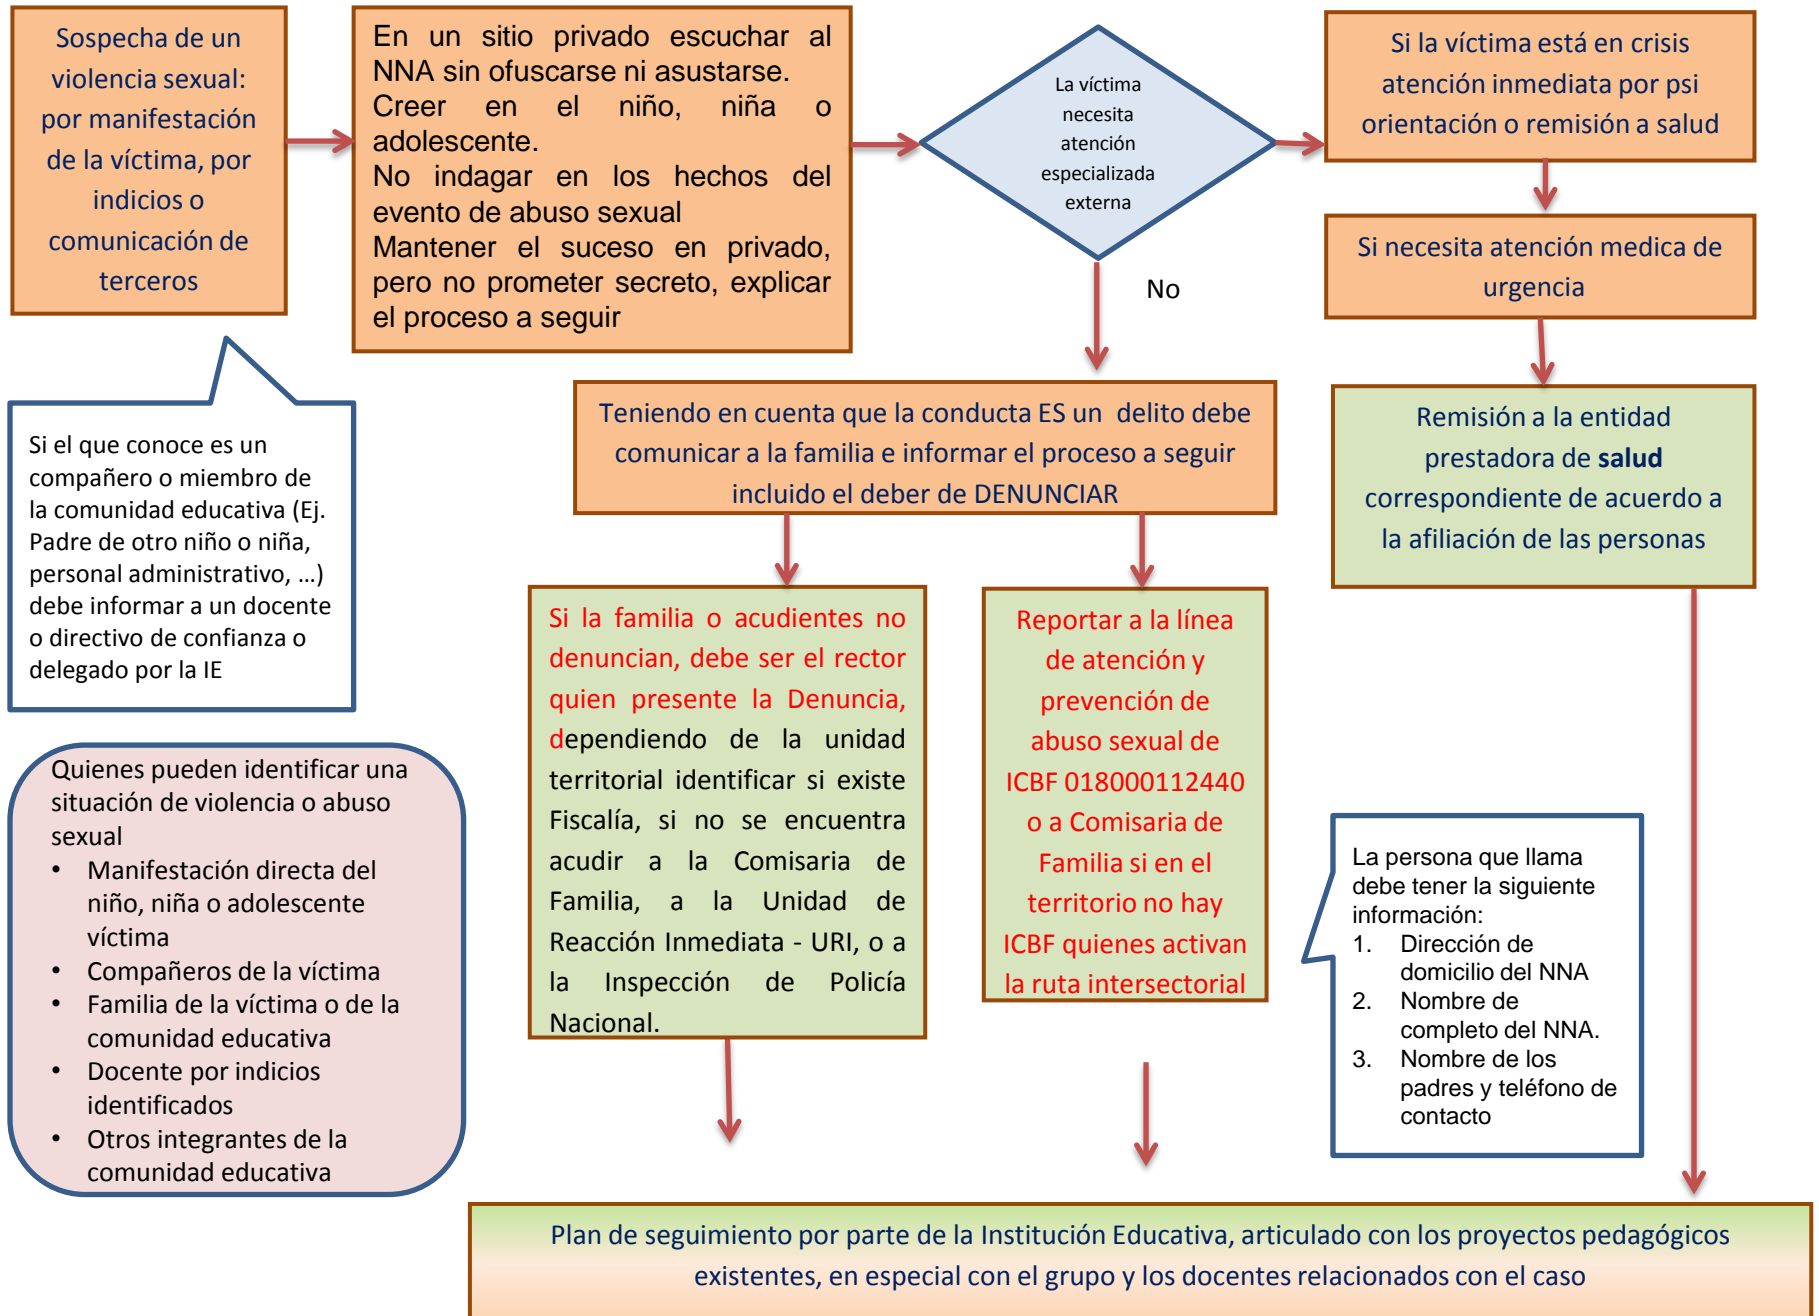 Sospecha de un
violencia sexual:
por manifestación
de la víctima, por
indicios o
comunicación de
terceros
En un sitio privado escuchar al
NNA sin ofuscarse ni asustarse.
Creer en el niño, niña o
adolescente.
No indagar en los hechos del
evento de abuso sexual
Mantener el suceso en privado,
pero no prometer secreto, explicar
el proceso a seguir
La víctima
necesita
atención
especializada
externa
Si la víctima está en crisis
atención inmediata por psi
orientación o remisión a salud
Si necesita atención medica de
urgencia
No
Si el que conoce es un
compañero o miembro de
la comunidad educativa (Ej.
Padre de otro niño o niña,
personal administrativo, ...)
debe informar a un docente
o directivo de confianza o
delegado por la IE
Teniendo en cuenta que la conducta ES un delito debe
comunicar a la familia e informar el proceso a seguir
incluido el deber de DENUNCIAR
Remisión a la entidad
prestadora de salud
correspondiente de acuerdo a
la afiliación de las personas
Si la familia o acudientes no
denuncian, debe ser el rector
quien presente la Denuncia,
dependiendo de la unidad
territorial identificar si existe
Fiscalía, si no se encuentra
acudir a la Comisaria de
Familia, a la Unidad de
Reacción Inmediata - URI, o a
la Inspección de Policía
Nacional.
Reportar a la línea
de atención y
prevención de
abuso sexual de
ICBF 018000112440
o a Comisaria de
Familia si en el
territorio no hay
ICBF quienes activan
la ruta intersectorial
Quienes pueden identificar una
situación de violencia o abuso
sexual
• Manifestación directa del
niño, niña o adolescente
víctima
• Compañeros de la víctima
• Familia de la víctima o de la
comunidad educativa
• Docente por indicios
identificados
• Otros integrantes de la
comunidad educativa
La persona que llama
debe tener la siguiente
información:
1. Dirección de
domicilio del NNA
2. Nombre de
completo del NNA.
3. Nombre de los
padres y teléfono de
contacto
Plan de seguimiento por parte de la Institución Educativa, articulado con los proyectos pedagógicos
existentes, en especial con el grupo y los docentes relacionados con el caso